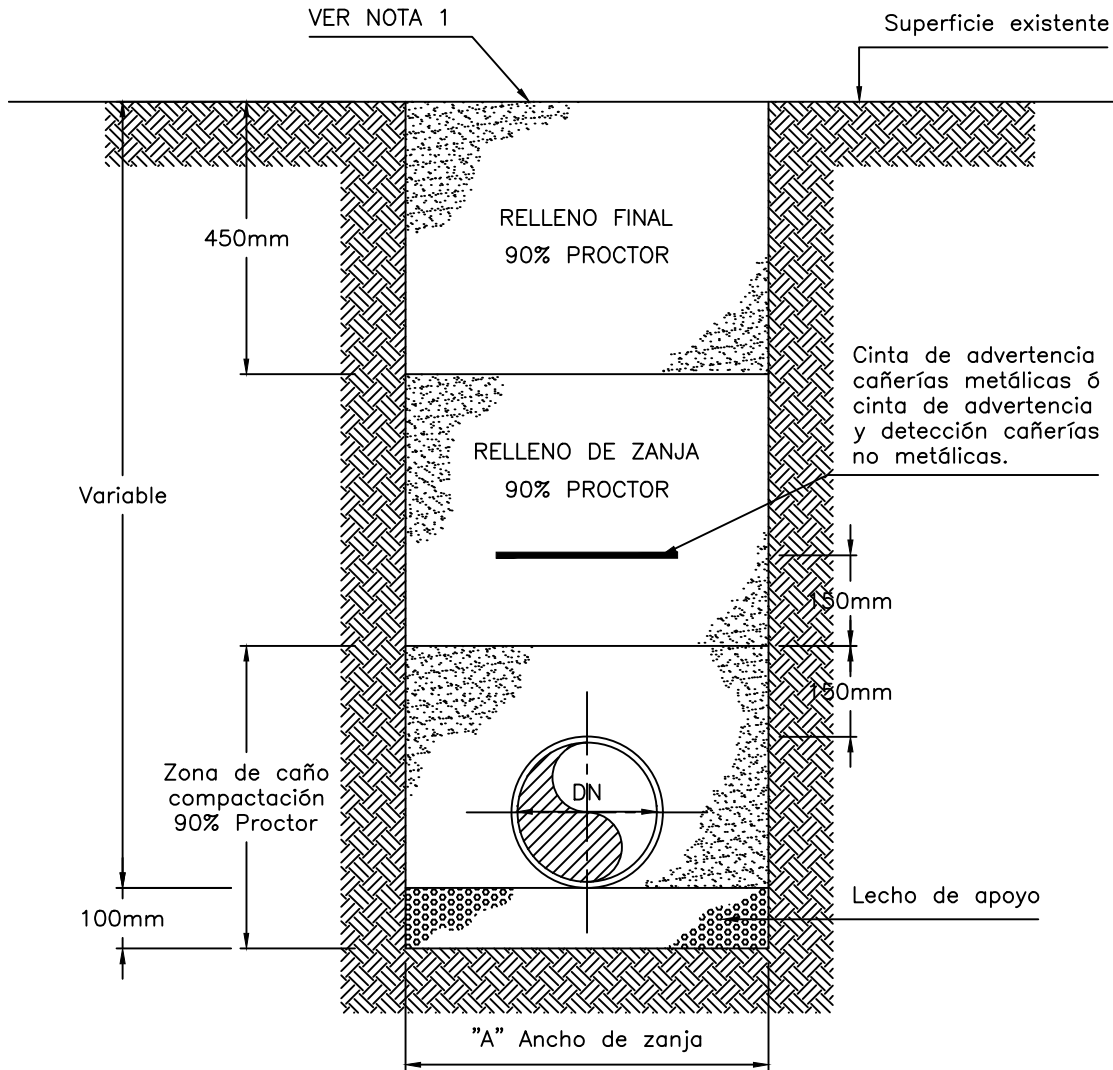 VER NOTA 1
Superficie existente
RELLENO FINAL
90% PROCTOR
450mm
Cinta de advertencia
cañerías metálicas ó
cinta de advertencia
y detección cañerías
no metálicas.
RELLENO DE ZANJA
90% PROCTOR
Variable
150mm
150mm
Zona de caño
compactación
90% Proctor
DN
Lecho de apoyo
100mm
"A" Ancho de zanja